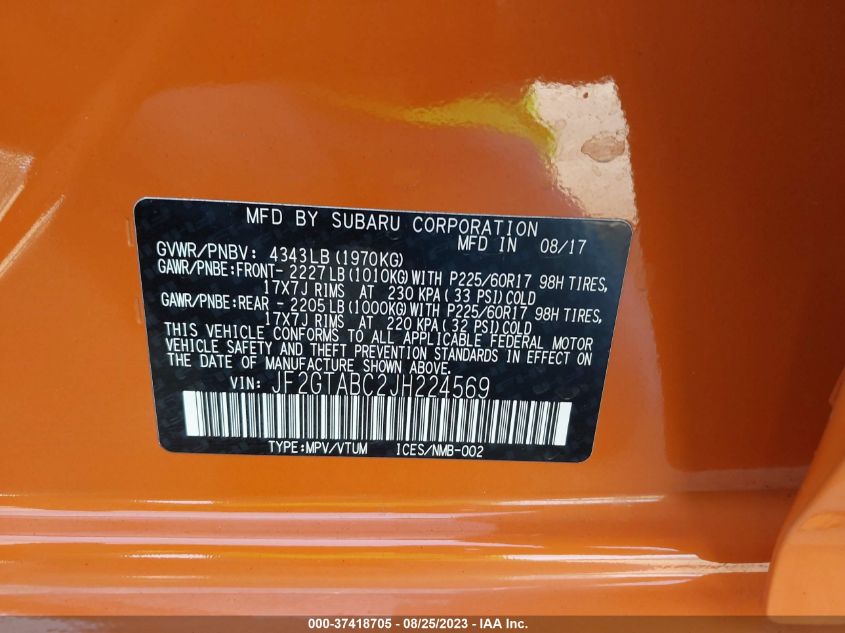 MFD BY SUBARU CORPORATION
MFD IN 08/17
GVWR/PNBV: 4343LB (1970KG)
GAWR/PNBE:FRONT- 2227LB(1010KG)WITH P225/60R17 98H TIRES,
17X7J RIMS AT 230 KPA(33 PSI)COLD
GAWR/PNBE:REAR - 2205LB(1000KG)WITH P225/60R17 98H TIRES,
17X7J RIMS AT 220 KPA(32 PSI)COLD
THIS VEHICLE CONFORMS TO ALL APPLICABLE FEDERAL MOTOR
VEHICLE SAFETY AND THEFT PREVENTION STANDARDS IN EFFECT ON
THE DATE OF MANUFACTURE SHOWN ABOVE.
VIN: JF2GTABC2JH224569
TYPE:MPV/VTUM ICES/NMB-002
000-37418705 - 08/25/2023 - IAA Inc.